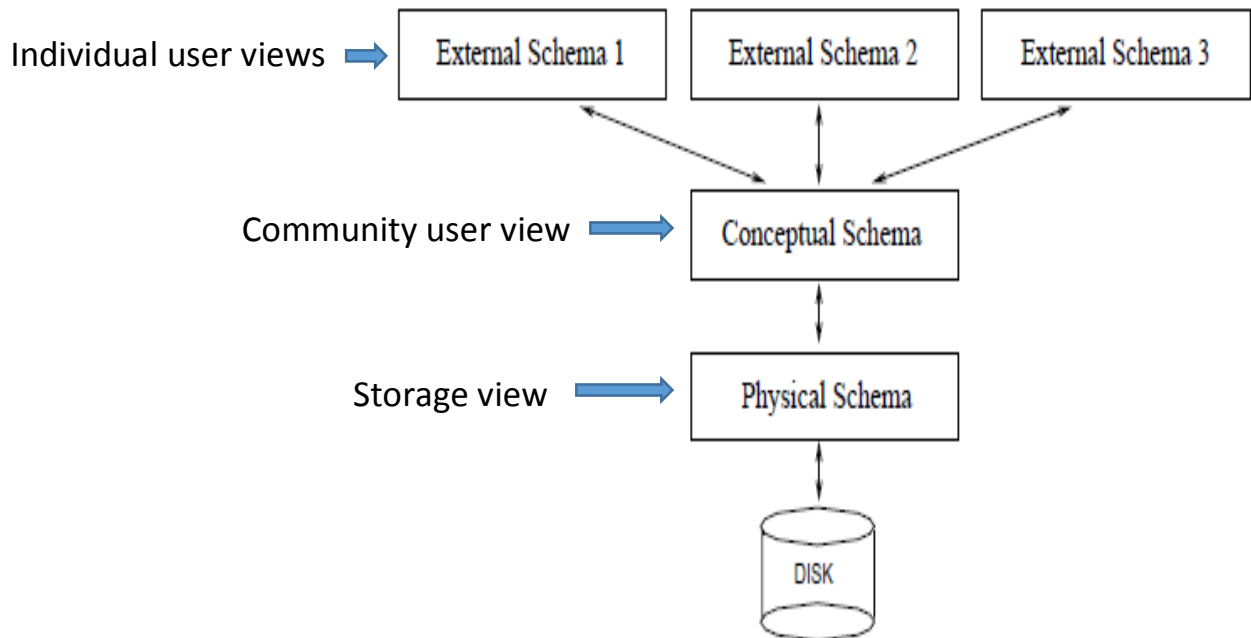 Individual user views
External Schema 1
External Schema 2
External Schema 3
Community user view
Conceptual Schema
Storage view
Physical Schema
DISK